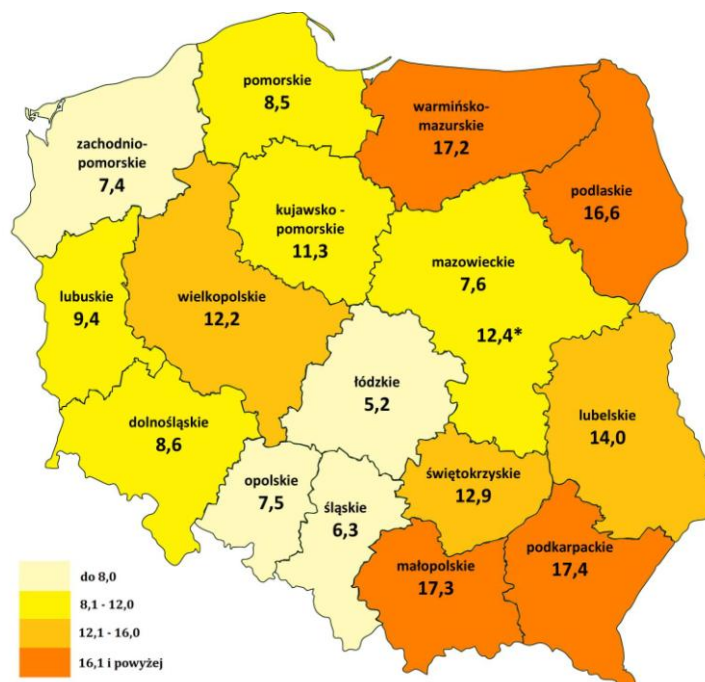 pomorskie
8,5
warmińsko-
mazurskie
17,2
zachodnio-
pomorskie
7,4
podlaskie
16,6
kujawsko -
pomorskie
11,3
mazowieckie
7,6
12,4*
lubuskie
9,4
wielkopolskie
12,2
łódzkie
5,2
dolnośląskie
8,6
lubelskie
14,0
opolskie
7,5
śląskie
6,3
świętokrzyskie
12,9
małopolskie
17,3
podkarpackie
17,4
do 8,0
8,1 - 12,0
12,1 - 16,0
16,1 i powyżej